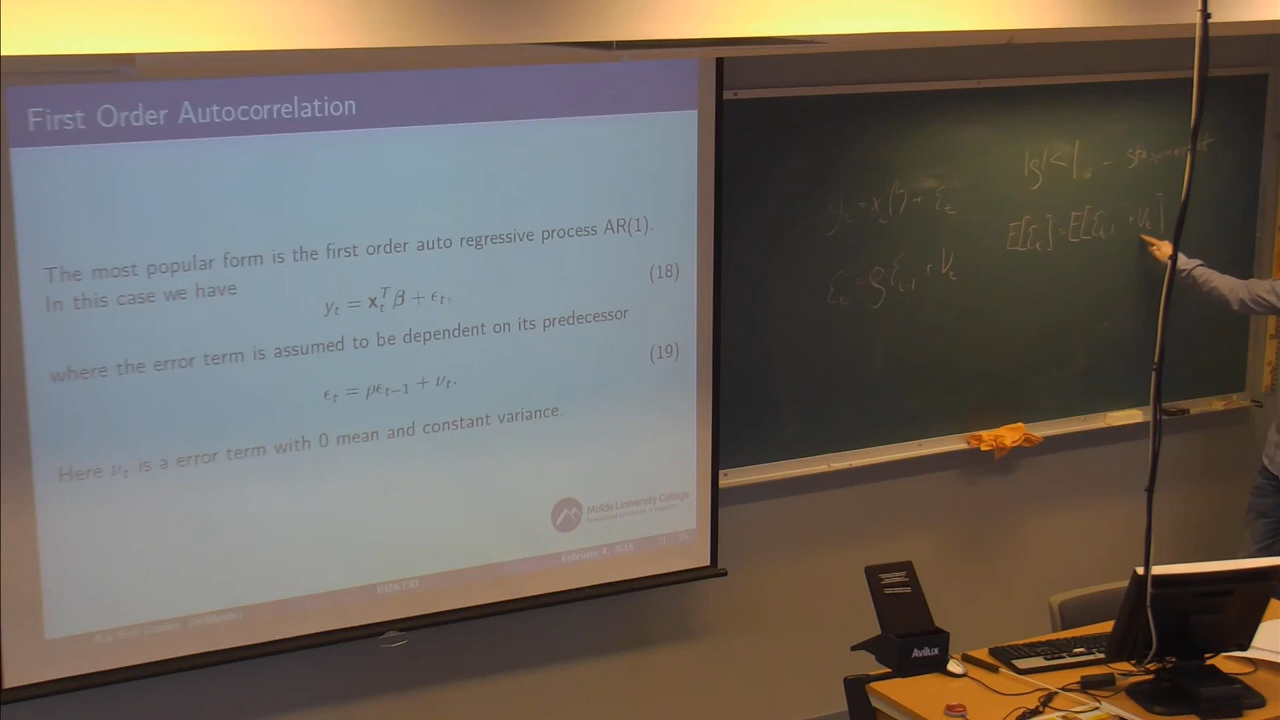 First Order Autocorrelation
The most popular form is the first order auto regressive process AR(1).
In this case we have
yₜ = xₜᵀ β + ϵₜ, (18)
where the error term is assumed to be dependent on its predecessor
ϵₜ = ρϵₜ₋₁ + νₜ. (19)
Here νₜ is a error term with 0 mean and constant variance.
Molde University College
February 4, 2015
yₜ = xₜβ + εₜ
εₜ = ρεₜ₋₁ + νₜ
|ρ| < 1 -
E[εₜ] = E[εₜ₋₁ + νₜ]
Avilux